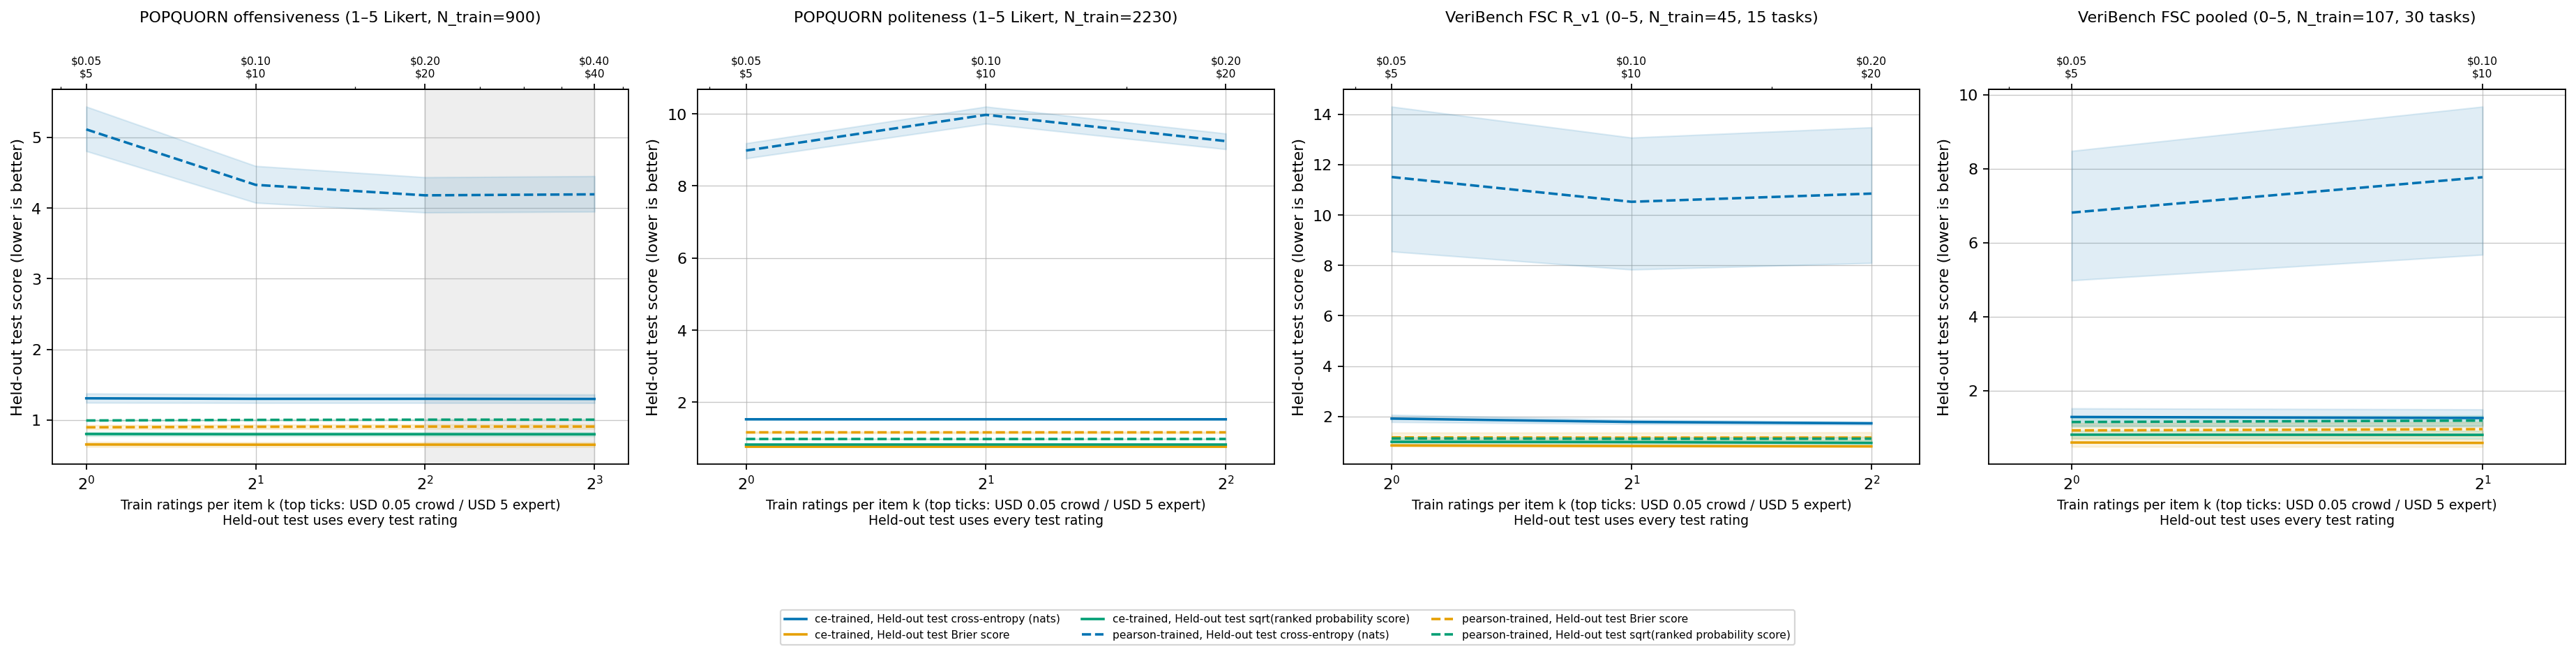 POPQUORN offensiveness (1–5 Likert, N_train=900)
$0.05 $0.10 $0.20 $0.40
$5 $10 $20 $40
Held-out test score (lower is better)
5
4
3
2
1
2^0 2^1 2^2 2^3
Train ratings per item k (top ticks: USD 0.05 crowd / USD 5 expert)
Held-out test uses every test rating
POPQUORN politeness (1–5 Likert, N_train=2230)
$0.05 $0.10 $0.20
$5 $10 $20
Held-out test score (lower is better)
10
8
6
4
2
2^0 2^1 2^2
Train ratings per item k (top ticks: USD 0.05 crowd / USD 5 expert)
Held-out test uses every test rating
VeriBench FSC R_v1 (0–5, N_train=45, 15 tasks)
$0.05 $0.10 $0.20
$5 $10 $20
Held-out test score (lower is better)
14
12
10
8
6
4
2
2^0 2^1 2^2
Train ratings per item k (top ticks: USD 0.05 crowd / USD 5 expert)
Held-out test uses every test rating
VeriBench FSC pooled (0–5, N_train=107, 30 tasks)
$0.05 $0.10
$5 $10
Held-out test score (lower is better)
10
8
6
4
2
2^0 2^1
Train ratings per item k (top ticks: USD 0.05 crowd / USD 5 expert)
Held-out test uses every test rating
ce-trained, Held-out test cross-entropy (nats)
ce-trained, Held-out test Brier score
ce-trained, Held-out test sqrt(ranked probability score)
pearson-trained, Held-out test cross-entropy (nats)
pearson-trained, Held-out test Brier score
pearson-trained, Held-out test sqrt(ranked probability score)